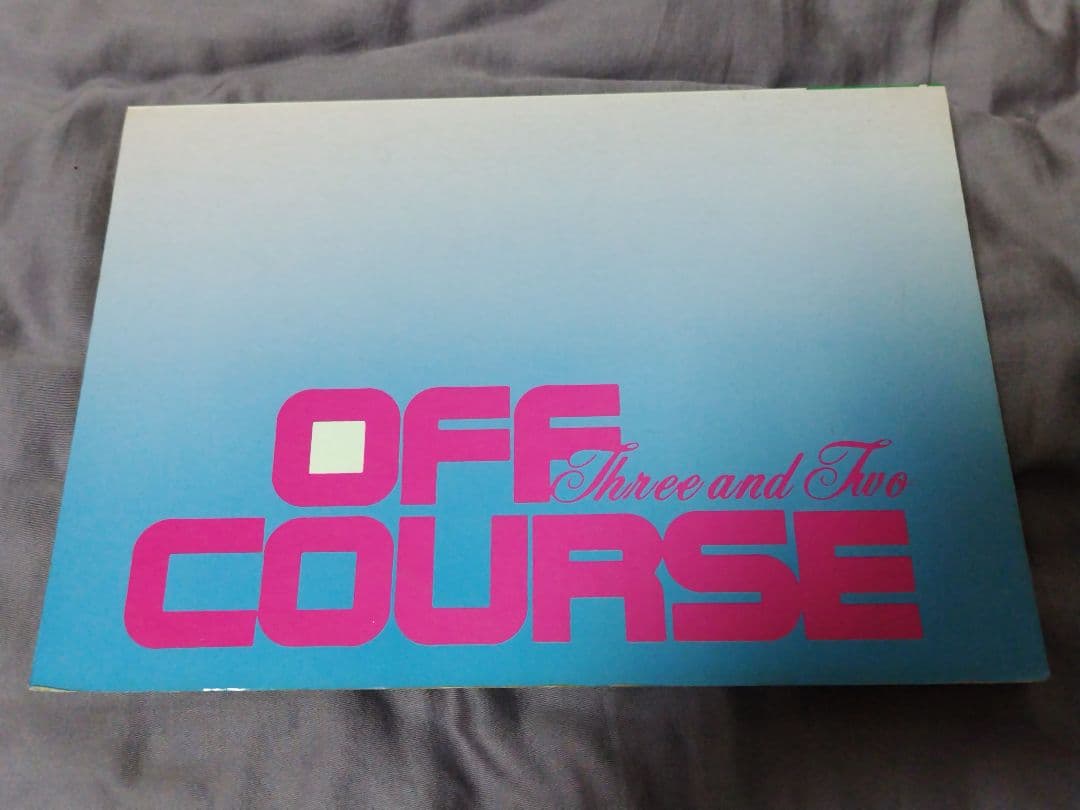 OFF
Three and Two
COURSE